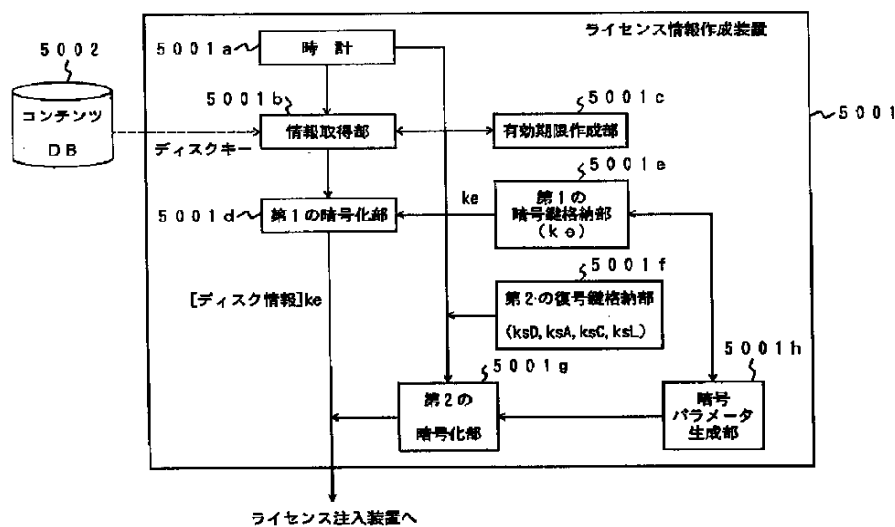 ライセンス情報作成装置
5002
5001a
時計
5001b
5001c
5001
コンテンツ
DB
ディスクキー
情報取得部
有効期限作成部
5001e
5001d
第1の暗号化部
ke
第1の
暗号鍵格納部
(ke)
5001f
[ディスク情報]ke
第2の復号鍵格納部
(ksD, ksA, ksC, ksL)
5001g
5001h
第2の
暗号化部
暗号
パラメータ
生成部
ライセンス注入装置へ